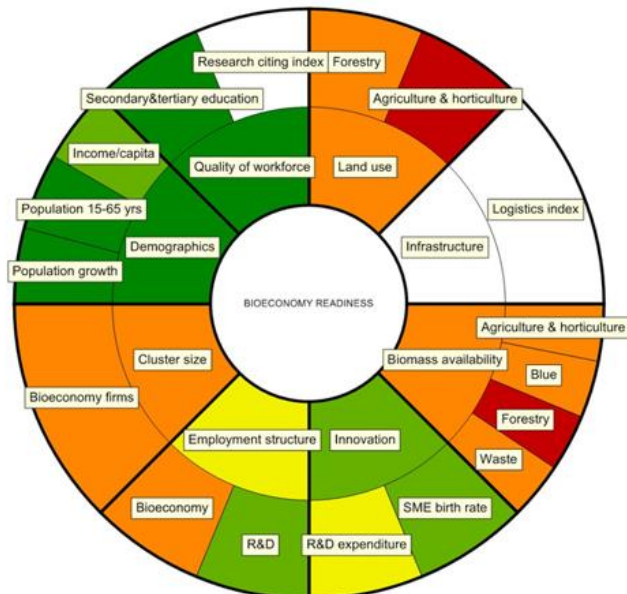 Research citing index
Forestry
Secondary&tertiary education
Agriculture & horticulture
Income/capita
Quality of workforce
Land use
Population 15-65 yrs
Logistics index
Demographics
Infrastructure
Population growth
BIOECONOMY READINESS
Agriculture & horticulture
Cluster size
Biomass availability
Blue
Bioeconomy firms
Forestry
Employment structure
Innovation
Waste
Bioeconomy
SME birth rate
R&D
R&D expenditure